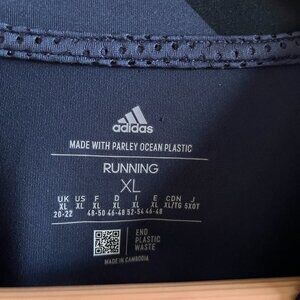 adidas
MADE WITH PARLEY OCEAN PLASTIC
RUNNING
XL
UK US F D I E CDN J
XL XL XL XL XL XL XL/TG 5XOT
20-22 48-50 46-48 52-54 46-48
END
PLASTIC
WASTE
MADE IN CAMBODIA